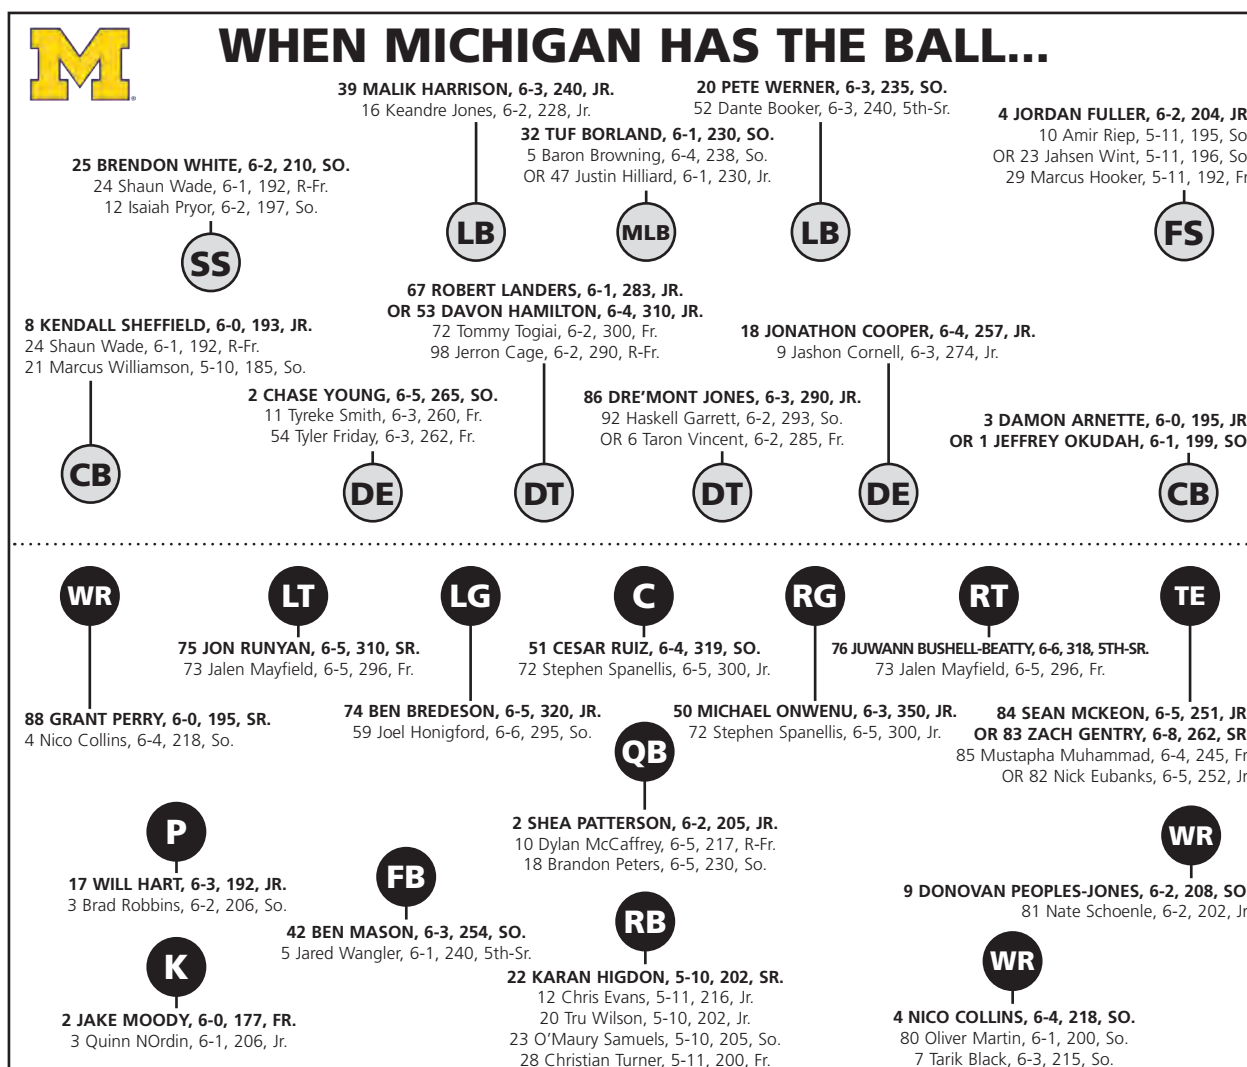 M
WHEN MICHIGAN HAS THE BALL...
39 MALIK HARRISON, 6-3, 240, JR.
16 Keandre Jones, 6-2, 228, Jr.
LB
32 TUF BORLAND, 6-1, 230, SO.
5 Baron Browning, 6-4, 238, So.
OR 47 Justin Hilliard, 6-1, 230, Jr.
MLB
20 PETE WERNER, 6-3, 235, SO.
52 Dante Booker, 6-3, 240, 5th-Sr.
LB
4 JORDAN FULLER, 6-2, 204, JR
10 Amir Riep, 5-11, 195, So
OR 23 Jahsen Wint, 5-11, 196, So
29 Marcus Hooker, 5-11, 192, Fr
FS
25 BRENDON WHITE, 6-2, 210, SO.
24 Shaun Wade, 6-1, 192, R-Fr.
12 Isaiah Pryor, 6-2, 197, So.
SS
8 KENDALL SHEFFIELD, 6-0, 193, JR.
24 Shaun Wade, 6-1, 192, R-Fr.
21 Marcus Williamson, 5-10, 185, So.
CB
2 CHASE YOUNG, 6-5, 265, SO.
11 Tyreke Smith, 6-3, 260, Fr.
54 Tyler Friday, 6-3, 262, Fr.
DE
67 ROBERT LANDERS, 6-1, 283, JR.
OR 53 DAVON HAMILTON, 6-4, 310, JR.
72 Tommy Togiai, 6-2, 300, Fr.
98 Jerron Cage, 6-2, 290, R-Fr.
DT
86 DRE'MONT JONES, 6-3, 290, JR.
92 Haskell Garrett, 6-2, 293, So.
OR 6 Taron Vincent, 6-2, 285, Fr.
DT
18 JONATHON COOPER, 6-4, 257, JR.
9 Jashon Cornell, 6-3, 274, Jr.
DE
3 DAMON ARNETTE, 6-0, 195, JR
OR 1 JEFFREY OKUDAH, 6-1, 199, SO
CB
WR
88 GRANT PERRY, 6-0, 195, SR.
4 Nico Collins, 6-4, 218, So.
LT
75 JON RUNYAN, 6-5, 310, SR.
73 Jalen Mayfield, 6-5, 296, Fr.
LG
74 BEN BREDESON, 6-5, 320, JR.
59 Joel Honigford, 6-6, 295, So.
C
51 CESAR RUIZ, 6-4, 319, SO.
72 Stephen Spanellis, 6-5, 300, Jr.
RG
50 MICHAEL ONWENU, 6-3, 350, JR.
72 Stephen Spanellis, 6-5, 300, Jr.
RT
76 JUWANN BUSHELL-BEATTY, 6-6, 318, 5TH-SR.
73 Jalen Mayfield, 6-5, 296, Fr.
TE
84 SEAN MCKEON, 6-5, 251, JR
OR 83 ZACH GENTRY, 6-8, 262, SR
85 Mustapha Muhammad, 6-4, 245, Fr
OR 82 Nick Eubanks, 6-5, 252, Jr
QB
2 SHEA PATTERSON, 6-2, 205, JR.
10 Dylan McCaffrey, 6-5, 217, R-Fr.
18 Brandon Peters, 6-5, 230, So.
P
17 WILL HART, 6-3, 192, JR.
3 Brad Robbins, 6-2, 206, So.
FB
42 BEN MASON, 6-3, 254, SO.
5 Jared Wangler, 6-1, 240, 5th-Sr.
WR
9 DONOVAN PEOPLES-JONES, 6-2, 208, SO
81 Nate Schoenle, 6-2, 202, Jr
K
2 JAKE MOODY, 6-0, 177, FR.
3 Quinn NOrdin, 6-1, 206, Jr.
RB
22 KARAN HIGDON, 5-10, 202, SR.
12 Chris Evans, 5-11, 216, Jr.
20 Tru Wilson, 5-10, 202, Jr.
23 O'Maury Samuels, 5-10, 205, So.
28 Christian Turner, 5-11, 200, Fr.
WR
4 NICO COLLINS, 6-4, 218, SO.
80 Oliver Martin, 6-1, 200, So.
7 Tarik Black, 6-3, 215, So.